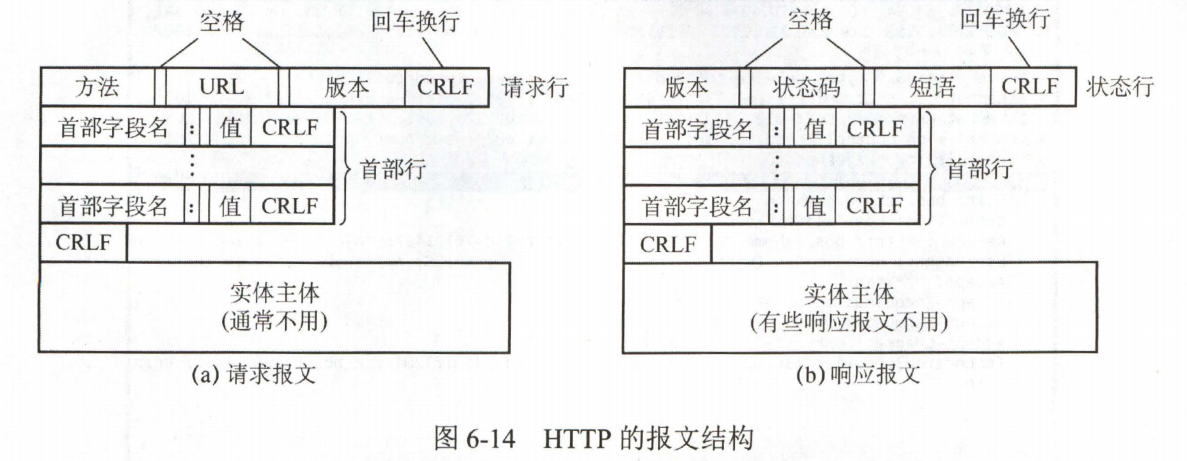 空格 回车换行
方法 URL 版本 CRLF 请求行
首部字段名 : 值 CRLF
⋮
首部行
首部字段名 : 值 CRLF
CRLF
实体主体
(通常不用)
(a) 请求报文
空格 回车换行
版本 状态码 短语 CRLF 状态行
首部字段名 : 值 CRLF
⋮
首部行
首部字段名 : 值 CRLF
CRLF
实体主体
(有些响应报文不用)
(b) 响应报文
图 6-14 HTTP 的报文结构